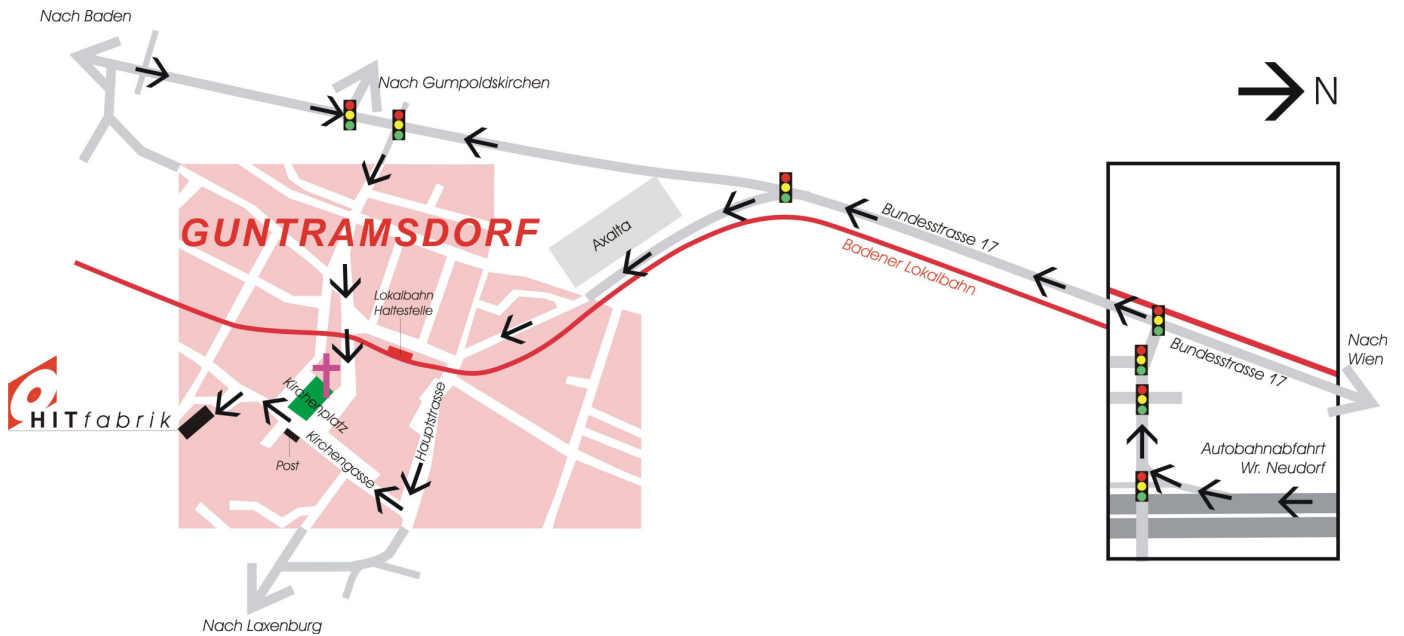 Nach Baden
Nach Gumpoldskirchen
N
GUNTRAMSDORF
Axalta
Bundesstrasse 17
Badener Lokalbahn
Lokalbahn
Haltestelle
Nach
Wien
Bundesstrasse 17
HITfabrik
Kirchenplatz
Hauptstrasse
Kirchengasse
Post
Autobahnabfahrt
Wr. Neudorf
Nach Laxenburg